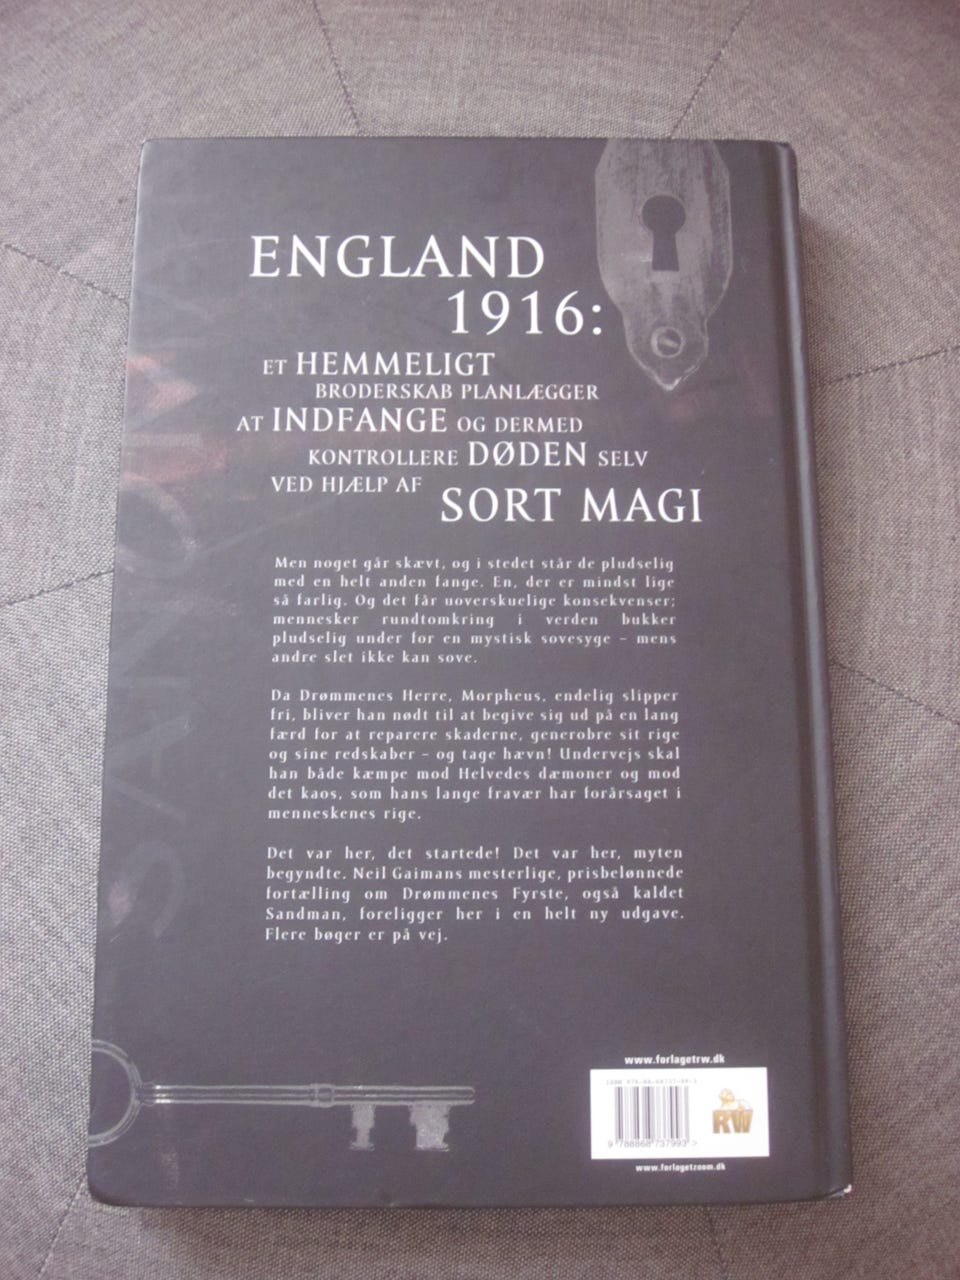 ENGLAND
1916:
ET HEMMELIGT
BRODERSKAB PLANLÆGGER
AT INDFANGE OG DERMED
KONTROLLERE DØDEN SELV
VED HJÆLP AF
SORT MAGI
Men noget går skævt, og i stedet står de pludselig
med en helt anden fange. En, der er mindst lige
så farlig. Og det får uoverskuelige konsekvenser;
mennesker rundtomkring i verden bukker
pludselig under for en mystisk sovesyge – mens
andre slet ikke kan sove.
Da Drømmenes Herre, Morpheus, endelig slipper
fri, bliver han nødt til at begive sig ud på en lang
færd for at reparere skaderne, generobre sit rige
og sine redskaber – og tage hævn! Undervejs skal
han både kæmpe mod Helvedes dæmoner og mod
det kaos, som hans lange fravær har forårsaget i
menneskenes rige.
Det var her, det startede! Det var her, myten
begyndte. Neil Gaimans mesterlige, prisbelønnede
fortælling om Drømmenes Fyrste, også kaldet
Sandman, foreligger her i en helt ny udgave.
Flere bøger er på vej.
www.forlagetrw.dk
ISBN
RW
9 788868 737993 >
www.forlagetzoom.dk